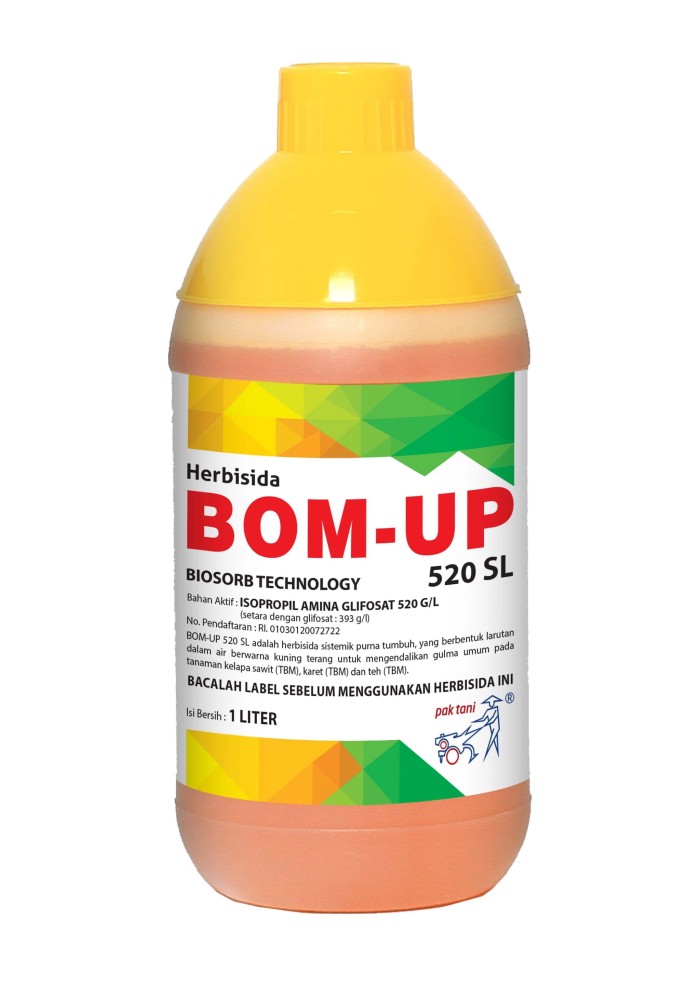 Herbisida
BOM-UP
520 SL
BIOSORB TECHNOLOGY
Bahan Aktif : ISOPROPIL AMINA GLIFOSAT 520 G/L
(setara dengan glifosat : 393 g/l)
No. Pendaftaran : RI. 01030120072722
BOM-UP 520 SL adalah herbisida sistemik purna tumbuh, yang berbentuk larutan
dalam air berwarna kuning terang untuk mengendalikan gulma umum pada
tanaman kelapa sawit (TBM), karet (TBM) dan teh (TBM).
BACALAH LABEL SEBELUM MENGGUNAKAN HERBISIDA INI
Isi Bersih : 1 LITER
pak tani ®